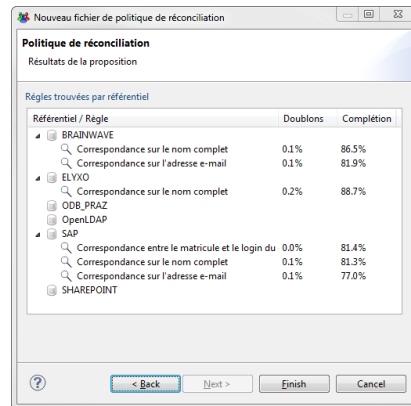 Nouveau fichier de politique de réconciliation
Politique de réconciliation
Résultats de la proposition
Régles trouvées par référentiel
Référentiel / Règle Doublons Complétion
BRAINWAVE
Correspondance sur le nom complet 0.1% 86.5%
Correspondance sur l'adresse e-mail 0.1% 81.9%
ELYXO
Correspondance sur le nom complet 0.2% 88.7%
ODB_PRAZ
OpenLDAP
SAP
Correspondance entre le matricule et le login du 0.0% 81.4%
Correspondance sur le nom complet 0.1% 81.3%
Correspondance sur l'adresse e-mail 0.1% 77.0%
SHAREPOINT
? < Back Next > Finish Cancel